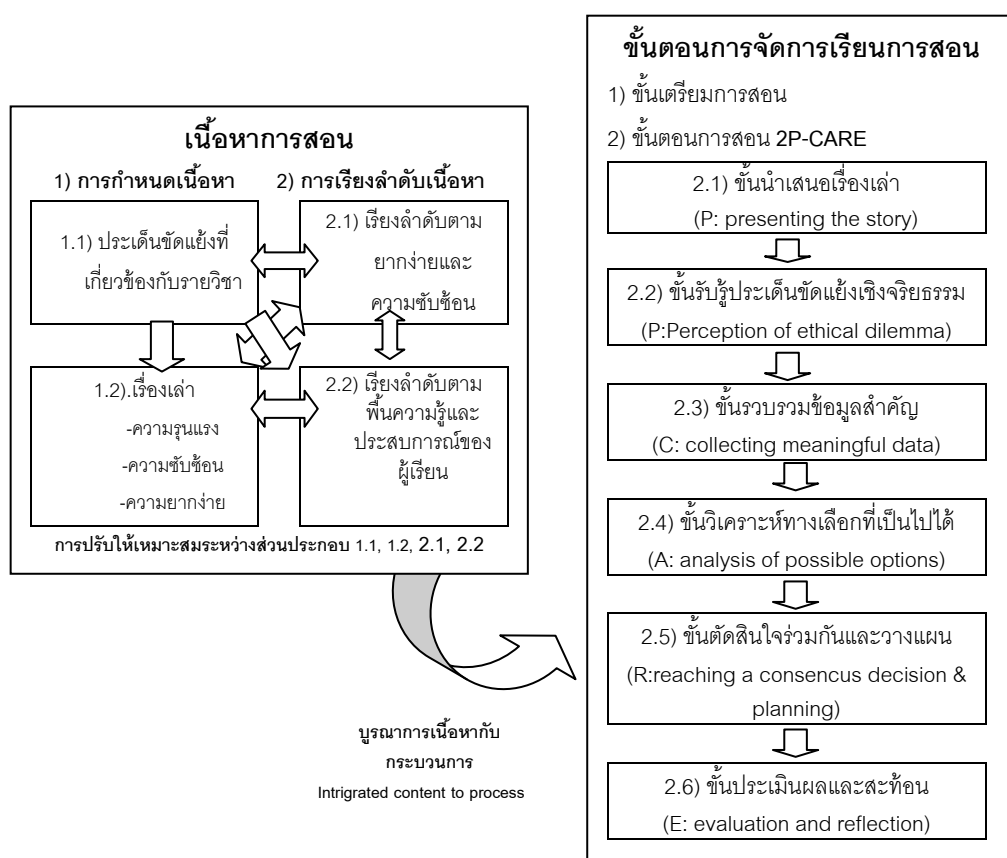 เนื้อหาการสอน
1) การกำหนดเนื้อหา
2) การเรียงลำดับเนื้อหา
1.1) ประเด็นขัดแย้งที่
เกี่ยวข้องกับรายวิชา
2.1) เรียงลำดับตาม
ยากง่ายและ
ความซับซ้อน
1.2).เรื่องเล่า
-ความรุนแรง
-ความซับซ้อน
-ความยากง่าย
2.2) เรียงลำดับตาม
พื้นความรู้และ
ประสบการณ์ของ
ผู้เรียน
การปรับให้เหมาะสมระหว่างส่วนประกอบ 1.1, 1.2, 2.1, 2.2
บูรณาการเนื้อหากับ
กระบวนการ
Intrigrated content to process
ขั้นตอนการจัดการเรียนการสอน
1) ขั้นเตรียมการสอน
2) ขั้นตอนการสอน 2P-CARE
2.1) ขั้นนำเสนอเรื่องเล่า
(P: presenting the story)
2.2) ขั้นรับรู้ประเด็นขัดแย้งเชิงจริยธรรม
(P:Perception of ethical dilemma)
2.3) ขั้นรวบรวมข้อมูลสำคัญ
(C: collecting meaningful data)
2.4) ขั้นวิเคราะห์ทางเลือกที่เป็นไปได้
(A: analysis of possible options)
2.5) ขั้นตัดสินใจร่วมกันและวางแผน
(R:reaching a consencus decision &
planning)
2.6) ขั้นประเมินผลและสะท้อน
(E: evaluation and reflection)